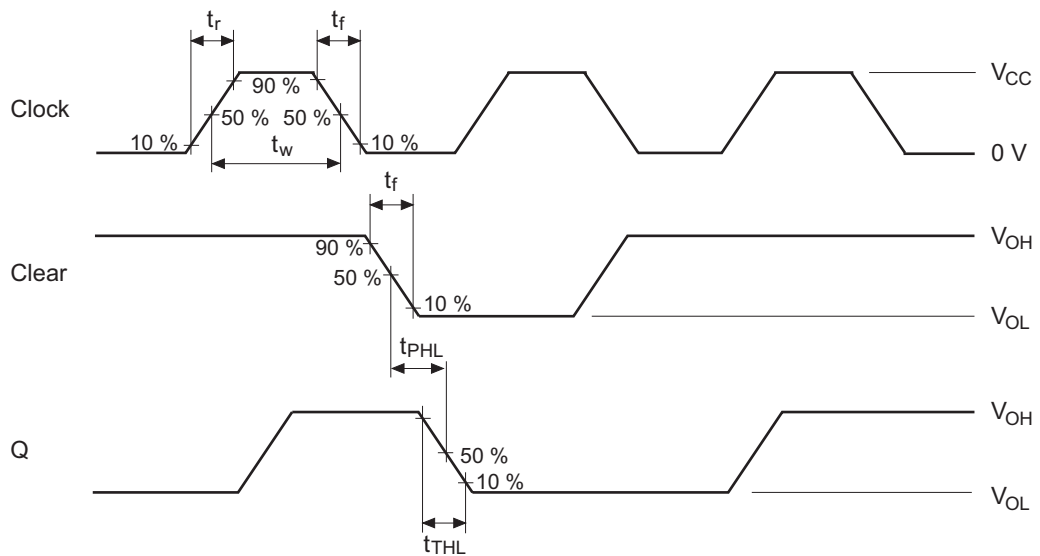 tr tf
VCC
90 %
Clock 50 % 50 %
10 % 10 %
tw
0 V
tf
VOH
90 %
Clear 50 %
10 %
VOL
tPHL
VOH
Q 50 %
10 %
VOL
tTHL